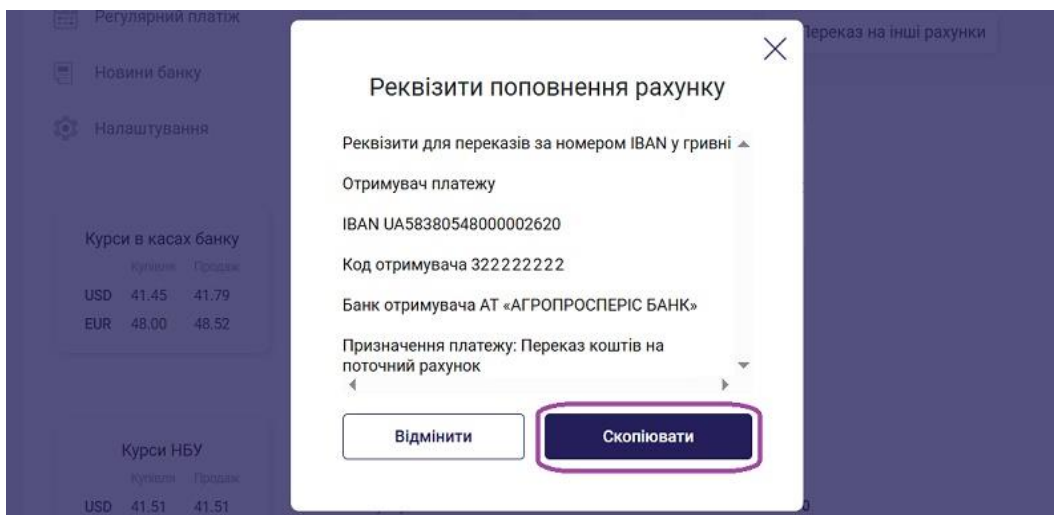 Регулярний платіж
Новини банку
Налаштування
Курси в касах банку
Купівля Продаж
USD 41.45 41.79
EUR 48.00 48.52
Курси НБУ
Купівля Продаж
USD 41.51 41.51
Переказ на інші рахунки
Реквізити поповнення рахунку
Реквізити для переказів за номером IBAN у гривні
Отримувач платежу
IBAN UA58380548000002620
Код отримувача 322222222
Банк отримувача АТ «АГРОПРОСПЕРІС БАНК»
Призначення платежу: Переказ коштів на
поточний рахунок
Відмінити
Скопіювати